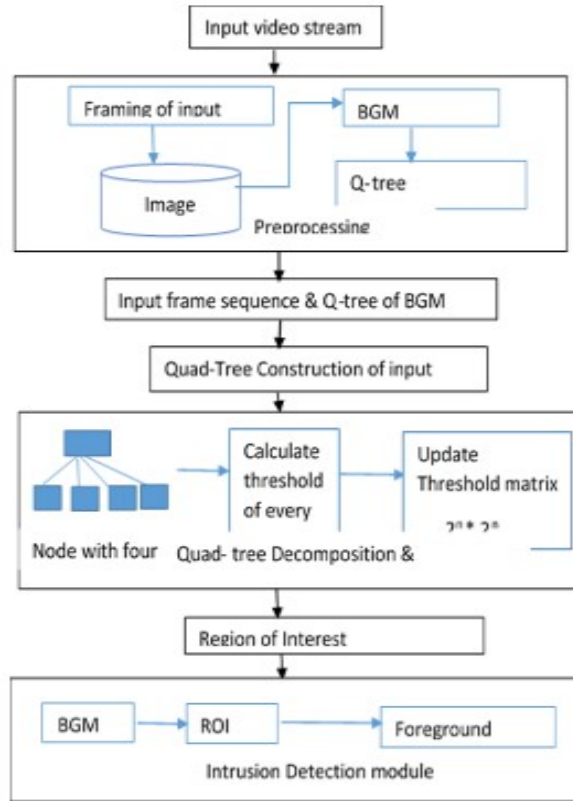 Input video stream
Framing of input
BGM
Image
Q-tree
Preprocessing
Input frame sequence & Q-tree of BGM
Quad-Tree Construction of input
Calculate
threshold
of every
Update
Threshold matrix
2ⁿ * 2ⁿ
Node with four
Quad- tree Decomposition &
Region of Interest
BGM
ROI
Foreground
Intrusion Detection module